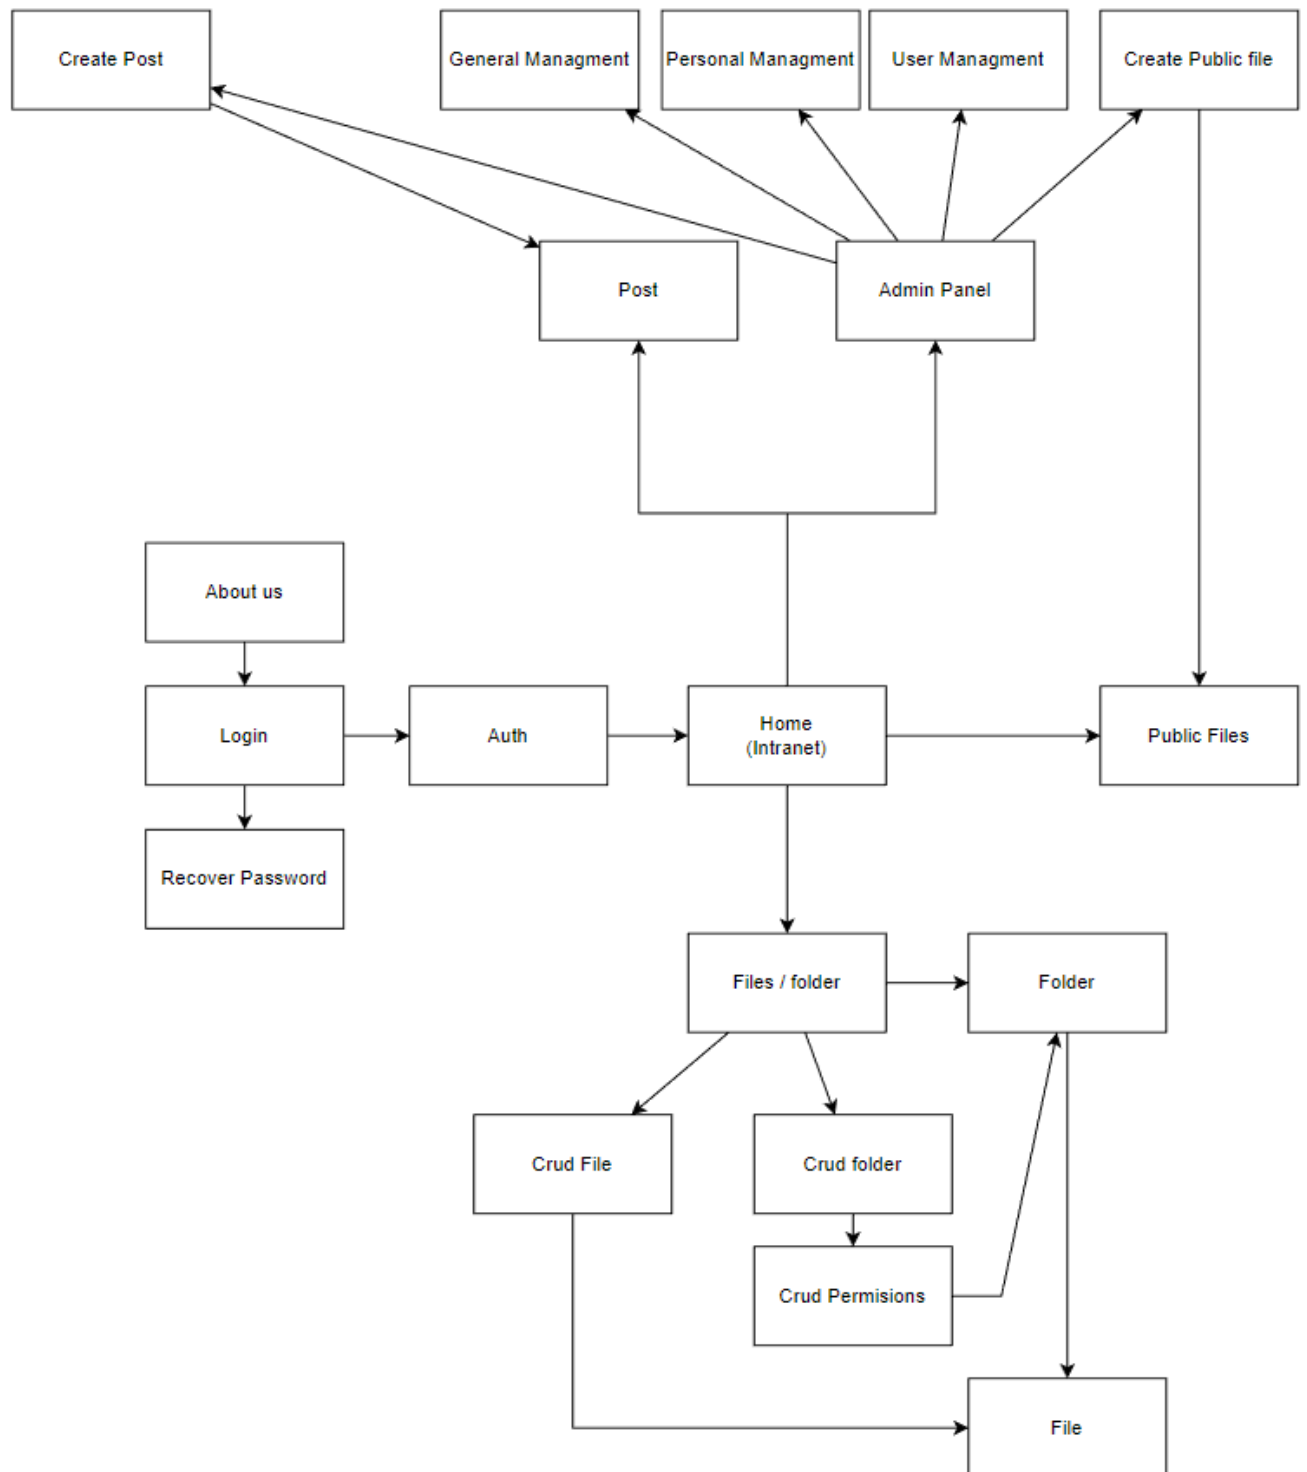 Create Post
General Managment
Personal Managment
User Managment
Create Public file
Post
Admin Panel
About us
Login
Auth
Home
(Intranet)
Public Files
Recover Password
Files / folder
Folder
Crud File
Crud folder
Crud Permisions
File